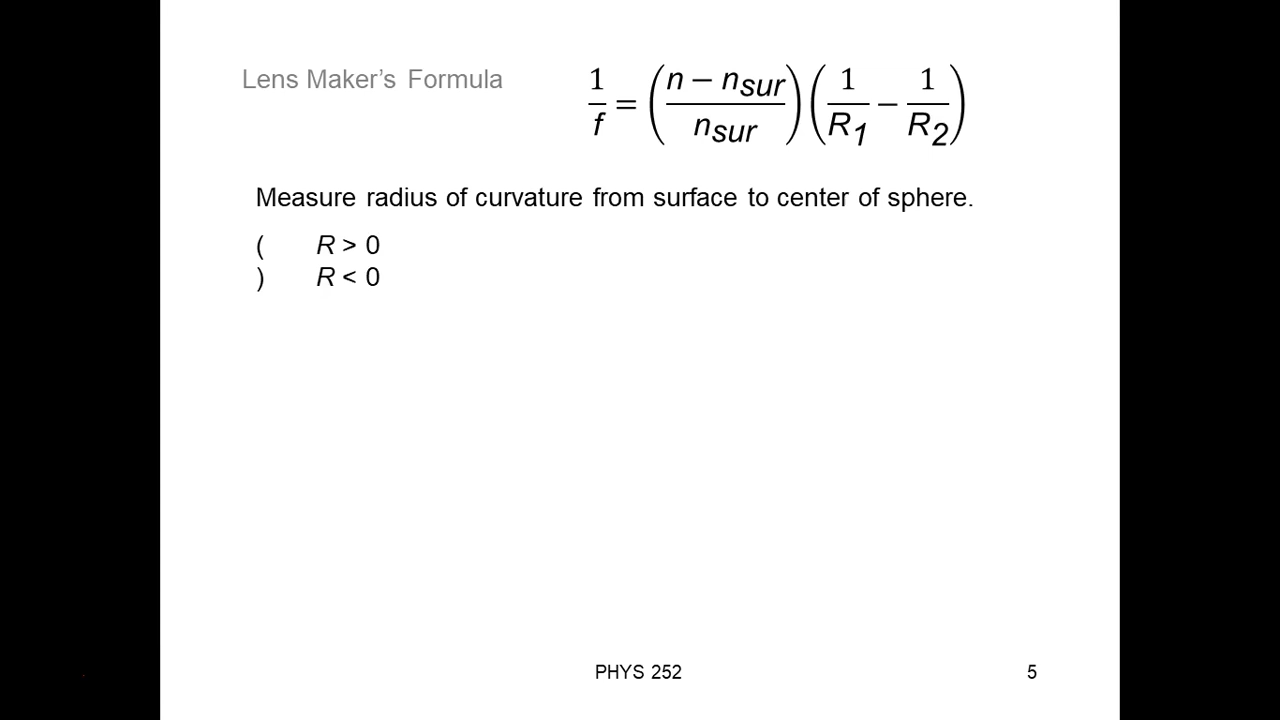 Lens Maker's Formula
1/f = ((n − n_sur)/n_sur)(1/R_1 − 1/R_2)
Measure radius of curvature from surface to center of sphere.
( R > 0
) R < 0
PHYS 252
5